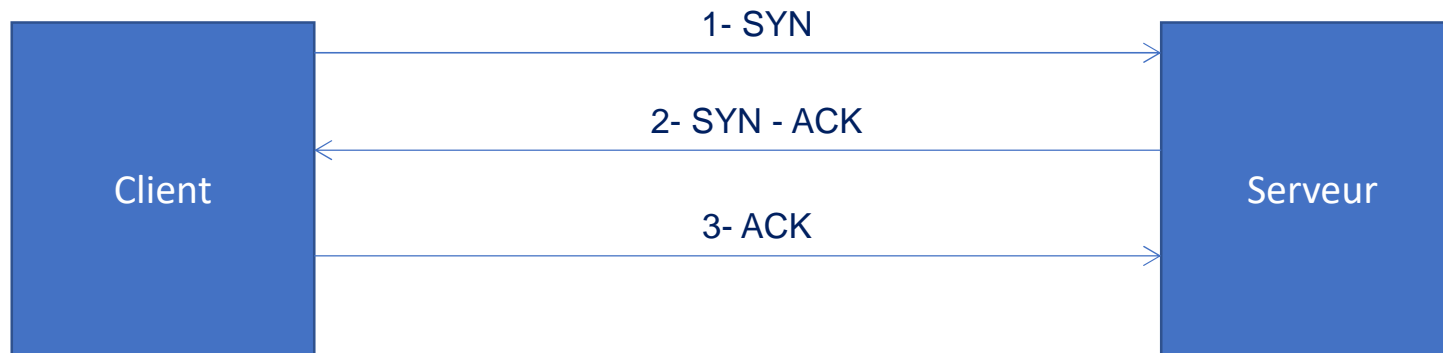 1- SYN
2- SYN - ACK
Client
Serveur
3- ACK